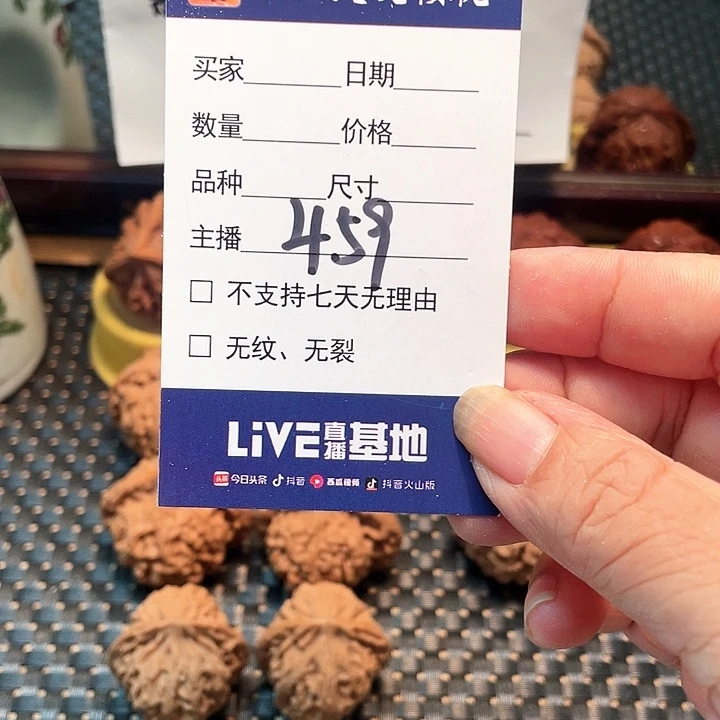 买家 日期
数量 价格
品种 尺寸
主播 459
□ 不支持七天无理由
□ 无纹、无裂
LiVE直播基地
头条 今日头条 抖音 西瓜视频 抖音火山版